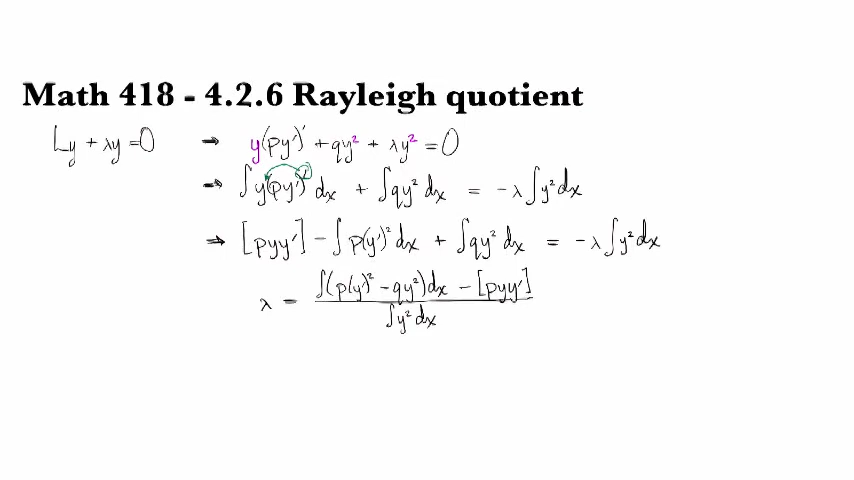 Math 418 - 4.2.6 Rayleigh quotient
Ly + λy = 0 ⇒ y(py')' + qy² + λy² = 0
⇒ ∫y(py')' dx + ∫qy² dx = -λ∫y² dx
⇒ [pyy'] - ∫p(y')² dx + ∫qy² dx = -λ∫y² dx
λ = ∫(p(y')² - qy²)dx - [pyy']
∫y² dx